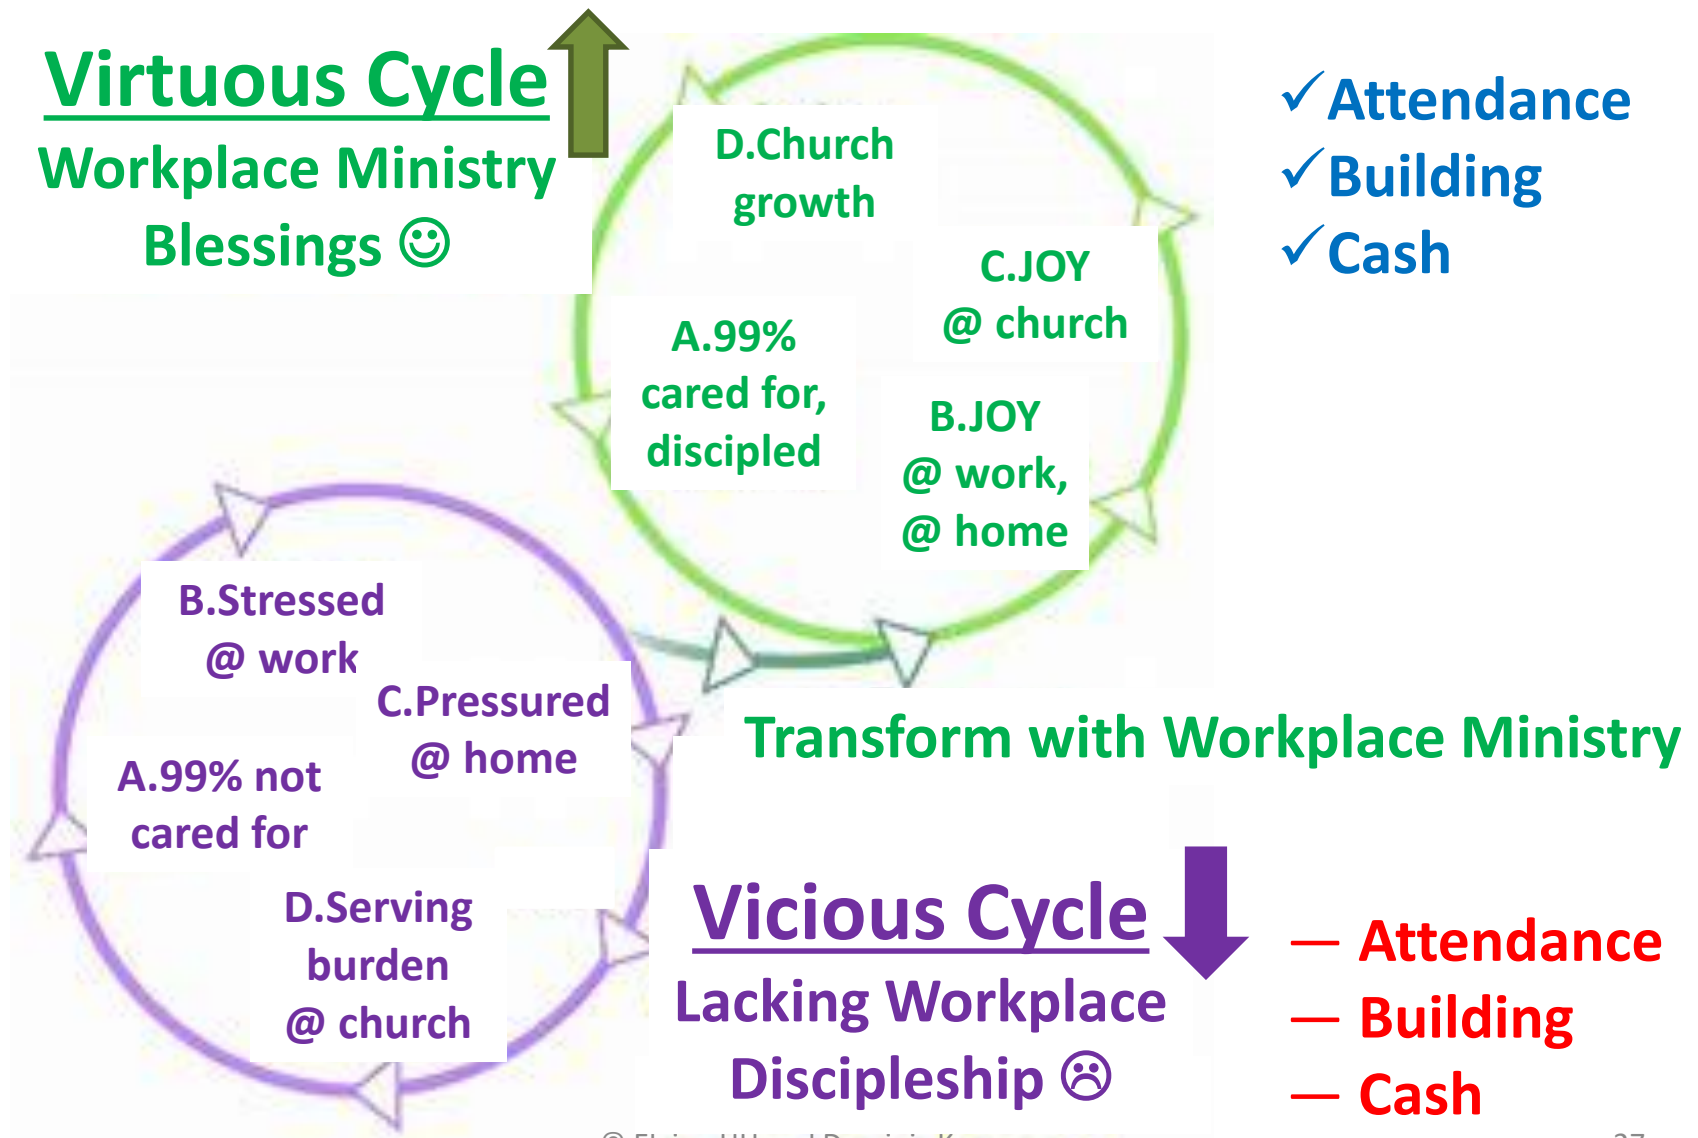 Virtuous Cycle
Workplace Ministry
Blessings ☺
✓Attendance
✓Building
✓Cash
D.Church
growth
C.JOY
@ church
A.99%
cared for,
discipled
B.JOY
@ work,
@ home
B.Stressed
@ work
C.Pressured
@ home
A.99% not
cared for
D.Serving
burden
@ church
Transform with Workplace Ministry
Vicious Cycle
Lacking Workplace
Discipleship ☹
— Attendance
— Building
— Cash